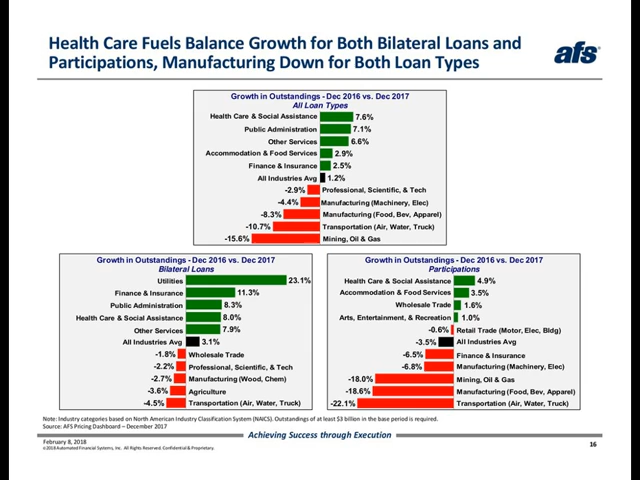 Health Care Fuels Balance Growth for Both Bilateral Loans and
Participations, Manufacturing Down for Both Loan Types
afs
Growth in Outstandings - Dec 2016 vs. Dec 2017
All Loan Types
Health Care & Social Assistance 7.6%
Public Administration 7.1%
Other Services 6.6%
Accommodation & Food Services 2.9%
Finance & Insurance 2.5%
All Industries Avg 1.2%
-2.9% Professional, Scientific, & Tech
-4.4% Manufacturing (Machinery, Elec)
-8.3% Manufacturing (Food, Bev, Apparel)
-10.7% Transportation (Air, Water, Truck)
-15.6% Mining, Oil & Gas
Growth in Outstandings - Dec 2016 vs. Dec 2017
Bilateral Loans
Utilities 23.1%
Finance & Insurance 11.3%
Public Administration 8.3%
Health Care & Social Assistance 8.0%
Other Services 7.9%
All Industries Avg 3.1%
-1.8% Wholesale Trade
-2.2% Professional, Scientific, & Tech
-2.7% Manufacturing (Wood, Chem)
-3.6% Agriculture
-4.5% Transportation (Air, Water, Truck)
Growth in Outstandings - Dec 2016 vs. Dec 2017
Participations
Health Care & Social Assistance 4.9%
Accommodation & Food Services 3.5%
Wholesale Trade 1.6%
Arts, Entertainment, & Recreation 1.0%
-0.6% Retail Trade (Motor, Elec, Bldg)
-3.5% All Industries Avg
-6.5% Finance & Insurance
-6.8% Manufacturing (Machinery, Elec)
-18.0% Mining, Oil & Gas
-18.6% Manufacturing (Food, Bev, Apparel)
-22.1% Transportation (Air, Water, Truck)
Note: Industry categories based on North American Industry Classification System (NAICS). Outstandings of at least $3 billion in the base period is required.
Source: AFS Pricing Dashboard – December 2017
Achieving Success through Execution
February 8, 2018
©2018 Automated Financial Systems, Inc. All Rights Reserved. Confidential & Proprietary.
16